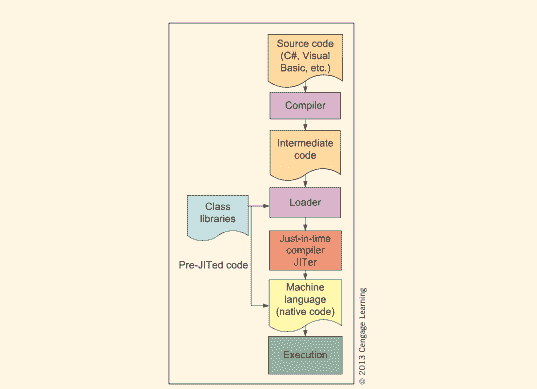 Source code
(C#, Visual
Basic, etc.)
Compiler
Intermediate
code
Loader
Class
libraries
Just-in-time
compiler
JITer
Pre-JITed code
Machine
language
(native code)
Execution
© 2013 Cengage Learning